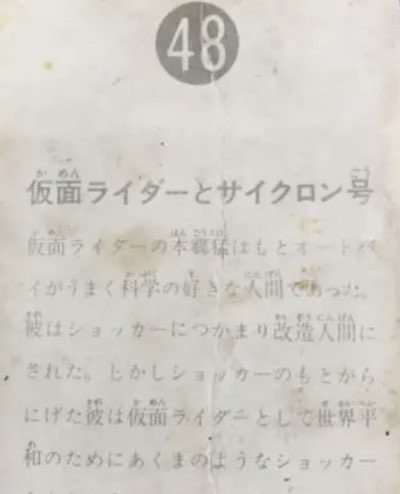 48
仮面ライダーとサイクロン号
仮面ライダーの本郷猛はもとオートバ
イがうまく科学の好きな人間であった。
彼はショッカーにつかまり改造人間に
された。しかしショッカーのもとから
にげた彼は仮面ライダーとして世界平
和のためにあくまのようなショッカー